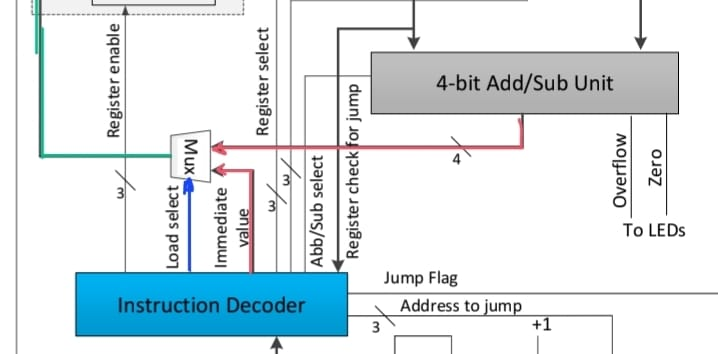 Register enable
Register select
4-bit Add/Sub Unit
Mux
3
3
3
4
Load select
Immediate
value
Abb/Sub select
Register check for jump
Overflow
Zero
To LEDs
Instruction Decoder
Jump Flag
Address to jump
3
+1